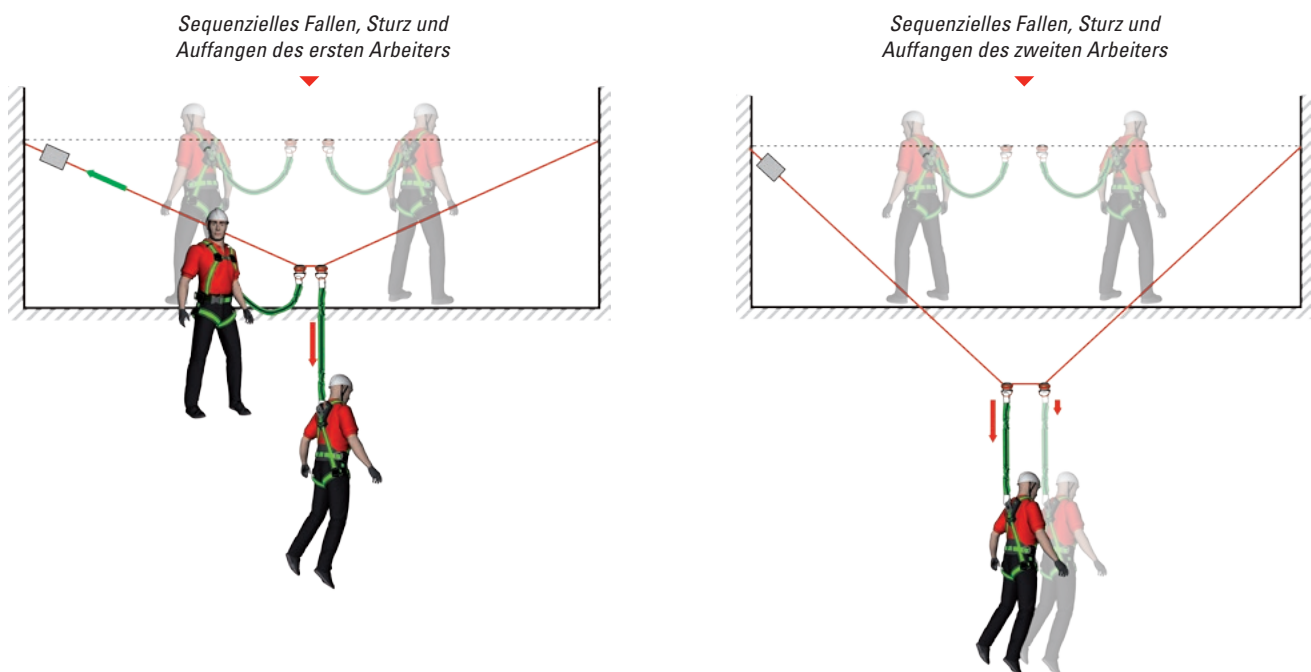 Sequenzielles Fallen, Sturz und
Auffangen des ersten Arbeiters
Sequenzielles Fallen, Sturz und
Auffangen des zweiten Arbeiters